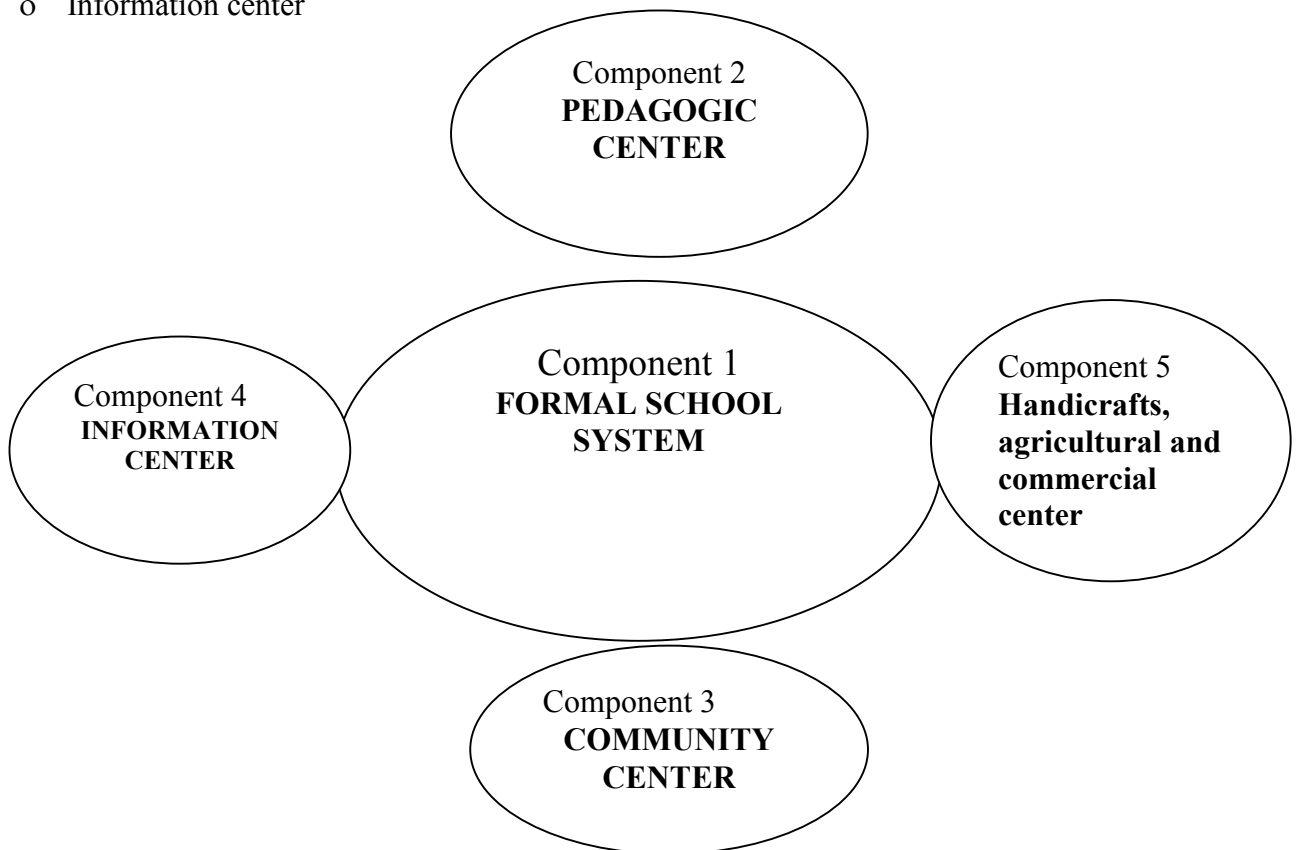 o Information center
Component 2
PEDAGOGIC
CENTER
Component 1
FORMAL SCHOOL
SYSTEM
Component 4
INFORMATION
CENTER
Component 5
Handicrafts,
agricultural and
commercial
center
Component 3
COMMUNITY
CENTER